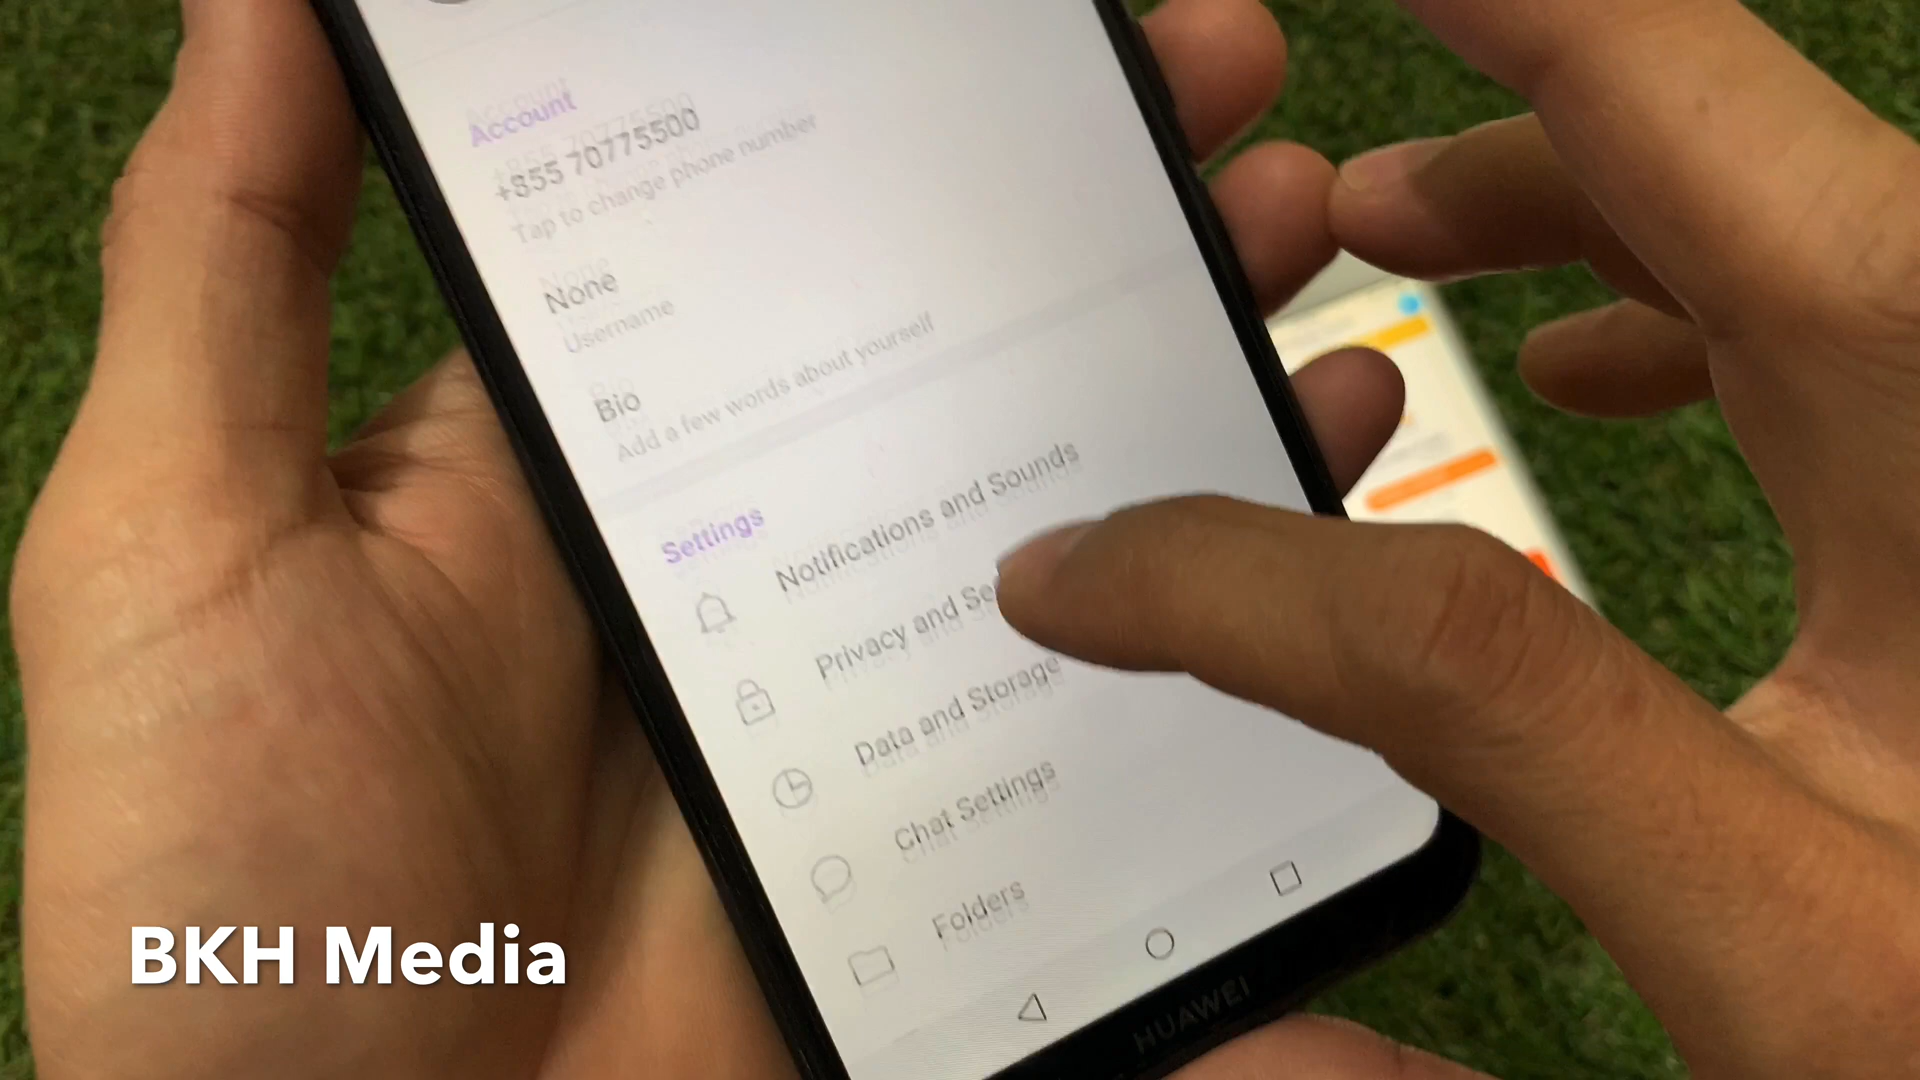 Account
+855 70775500
Tap to change phone number
None
Username
Bio
Add a few words about yourself
Settings
Notifications and Sounds
Privacy and Se
Data and Storage
Chat Settings
Folders
HUAWEI
BKH Media